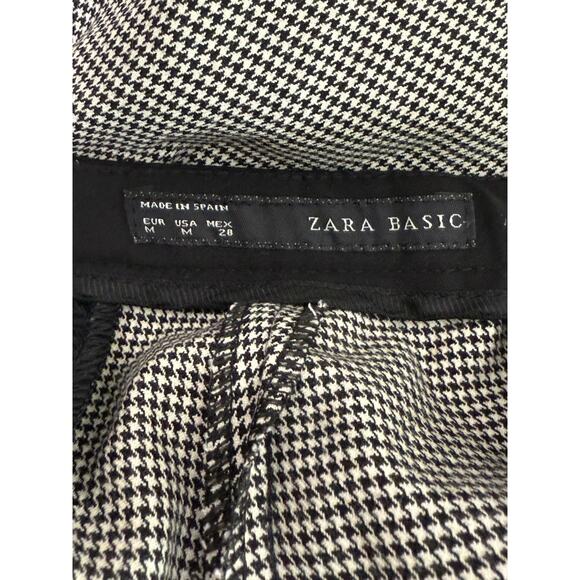 MADE IN SPAIN
EUR USA MEX
M M 28
ZARA BASIC